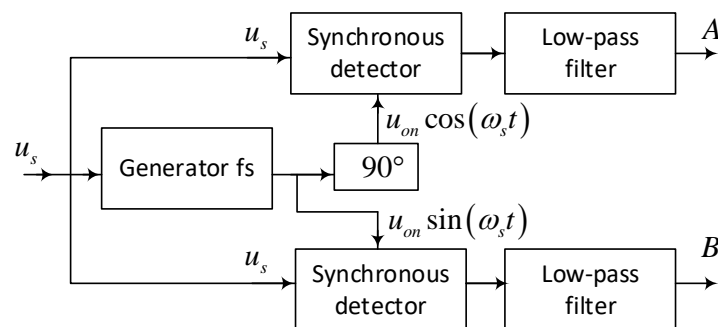 u_s
Synchronous
detector
Low-pass
filter
A
u_on cos(ω_s t)
u_s
Generator fs
90°
u_on sin(ω_s t)
u_s
Synchronous
detector
Low-pass
filter
B